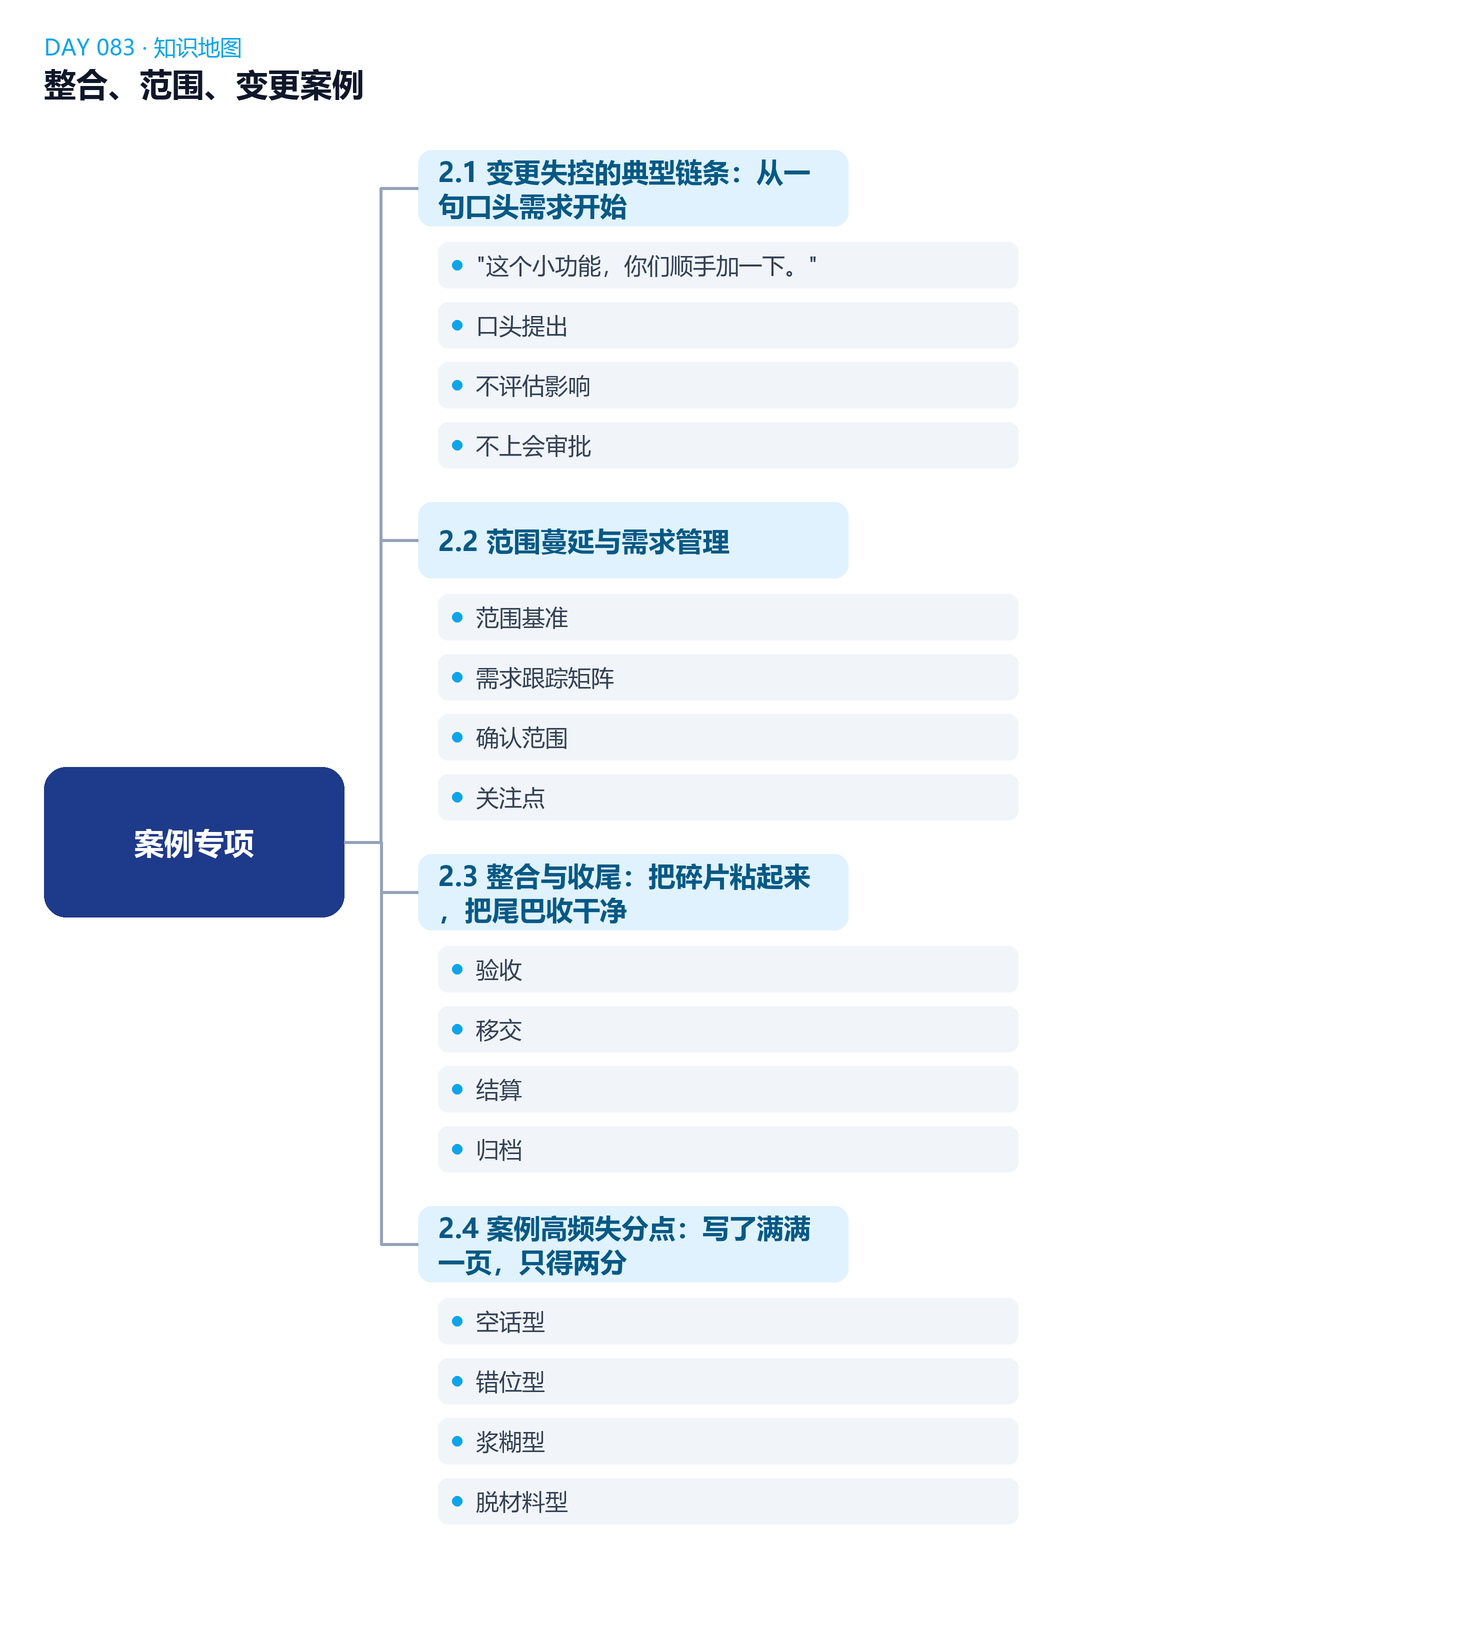 DAY 083 · 知识地图
整合、范围、变更案例
2.1 变更失控的典型链条：从一
句口头需求开始
"这个小功能，你们顺手加一下。"
口头提出
不评估影响
不上会审批
2.2 范围蔓延与需求管理
范围基准
需求跟踪矩阵
确认范围
关注点
案例专项
2.3 整合与收尾：把碎片粘起来
，把尾巴收干净
验收
移交
结算
归档
2.4 案例高频失分点：写了满满
一页，只得两分
空话型
错位型
浆糊型
脱材料型